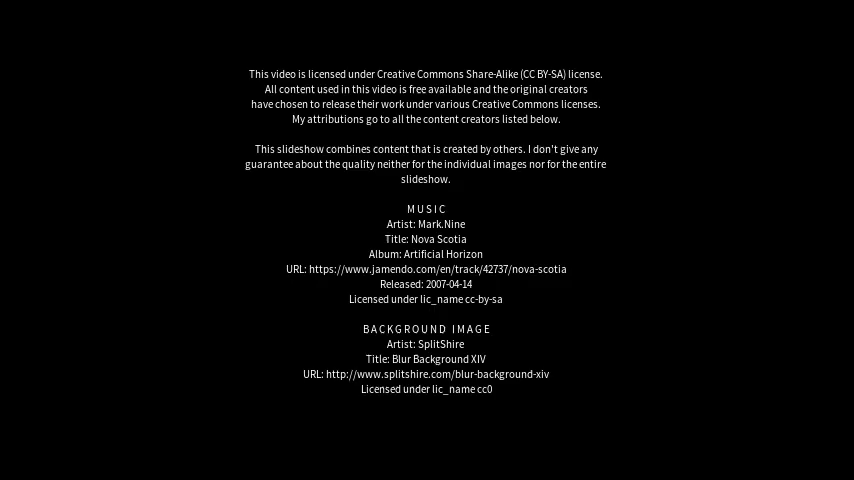 This video is licensed under Creative Commons Share-Alike (CC BY-SA) license.
All content used in this video is free available and the original creators
have chosen to release their work under various Creative Commons licenses.
My attributions go to all the content creators listed below.
This slideshow combines content that is created by others. I don't give any
guarantee about the quality neither for the individual images nor for the entire
slideshow.
MUSIC
Artist: Mark.Nine
Title: Nova Scotia
Album: Artificial Horizon
URL: https://www.jamendo.com/en/track/42737/nova-scotia
Released: 2007-04-14
Licensed under lic_name cc-by-sa
BACKGROUND IMAGE
Artist: SplitShire
Title: Blur Background XIV
URL: http://www.splitshire.com/blur-background-xiv
Licensed under lic_name cc0